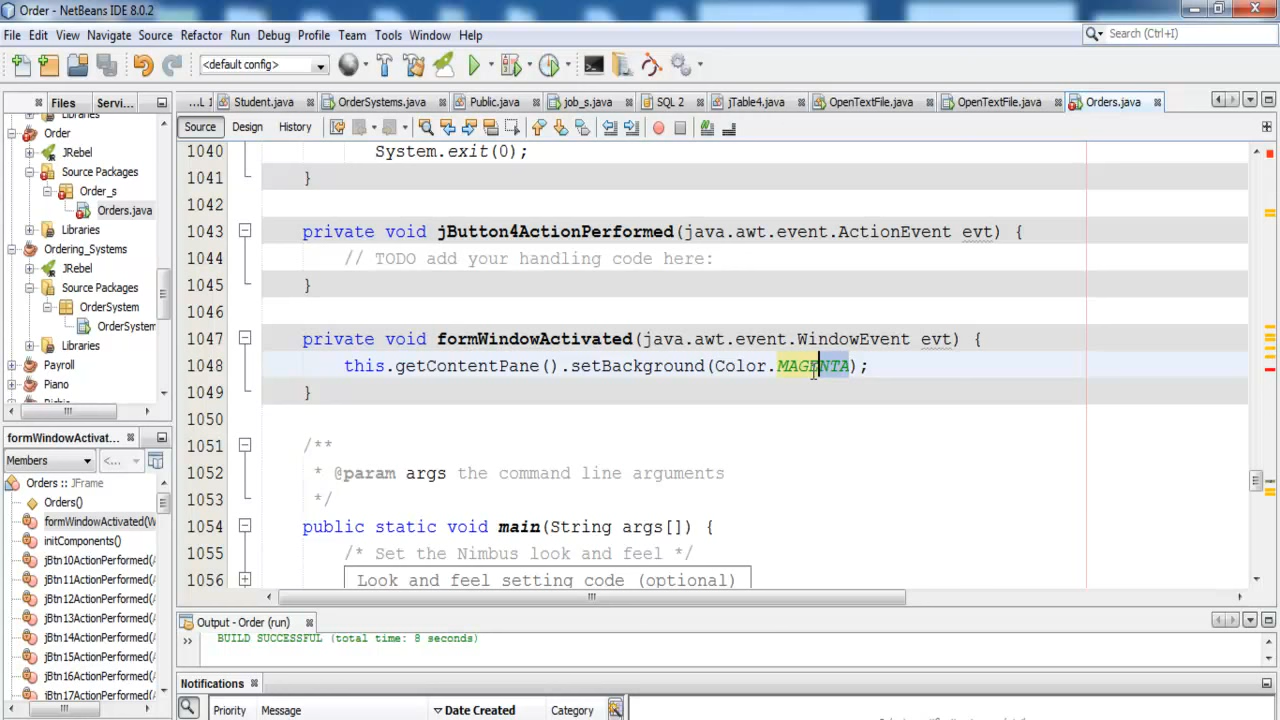 Order - NetBeans IDE 8.0.2
File Edit View Navigate Source Refactor Run Debug Profile Team Tools Window Help
Search (Ctrl+I)
<default config>
Files Servi...
...L 1 Student.java OrderSystems.java Public.java job_s.java SQL 2 jTable4.java OpenTextFile.java OpenTextFile.java Orders.java
Source Design History
Libraries
Order
JRebel
Source Packages
Order_s
Orders.java
Libraries
Ordering_Systems
JRebel
Source Packages
OrderSystem
OrderSystem
Libraries
Payroll
Piano
1040 System.exit(0);
1041 }
1042
1043 private void jButton4ActionPerformed(java.awt.event.ActionEvent evt) {
1044 // TODO add your handling code here:
1045 }
1046
1047 private void formWindowActivated(java.awt.event.WindowEvent evt) {
1048 this.getContentPane().setBackground(Color.MAGENTA);
1049 }
1050
1051 /**
1052 * @param args the command line arguments
1053 */
1054 public static void main(String args[]) {
1055 /* Set the Nimbus look and feel */
1056 Look and feel setting code (optional)
formWindowActivat...
Members <...
Orders :: JFrame
Orders()
formWindowActivated(W
initComponents()
jBtn10ActionPerformed(
jBtn11ActionPerformed(
jBtn12ActionPerformed(
jBtn13ActionPerformed(
jBtn14ActionPerformed(
jBtn15ActionPerformed(
jBtn16ActionPerformed(
jBtn17ActionPerformed(
Output - Order (run)
BUILD SUCCESSFUL (total time: 8 seconds)
Notifications
Priority Message Date Created Category